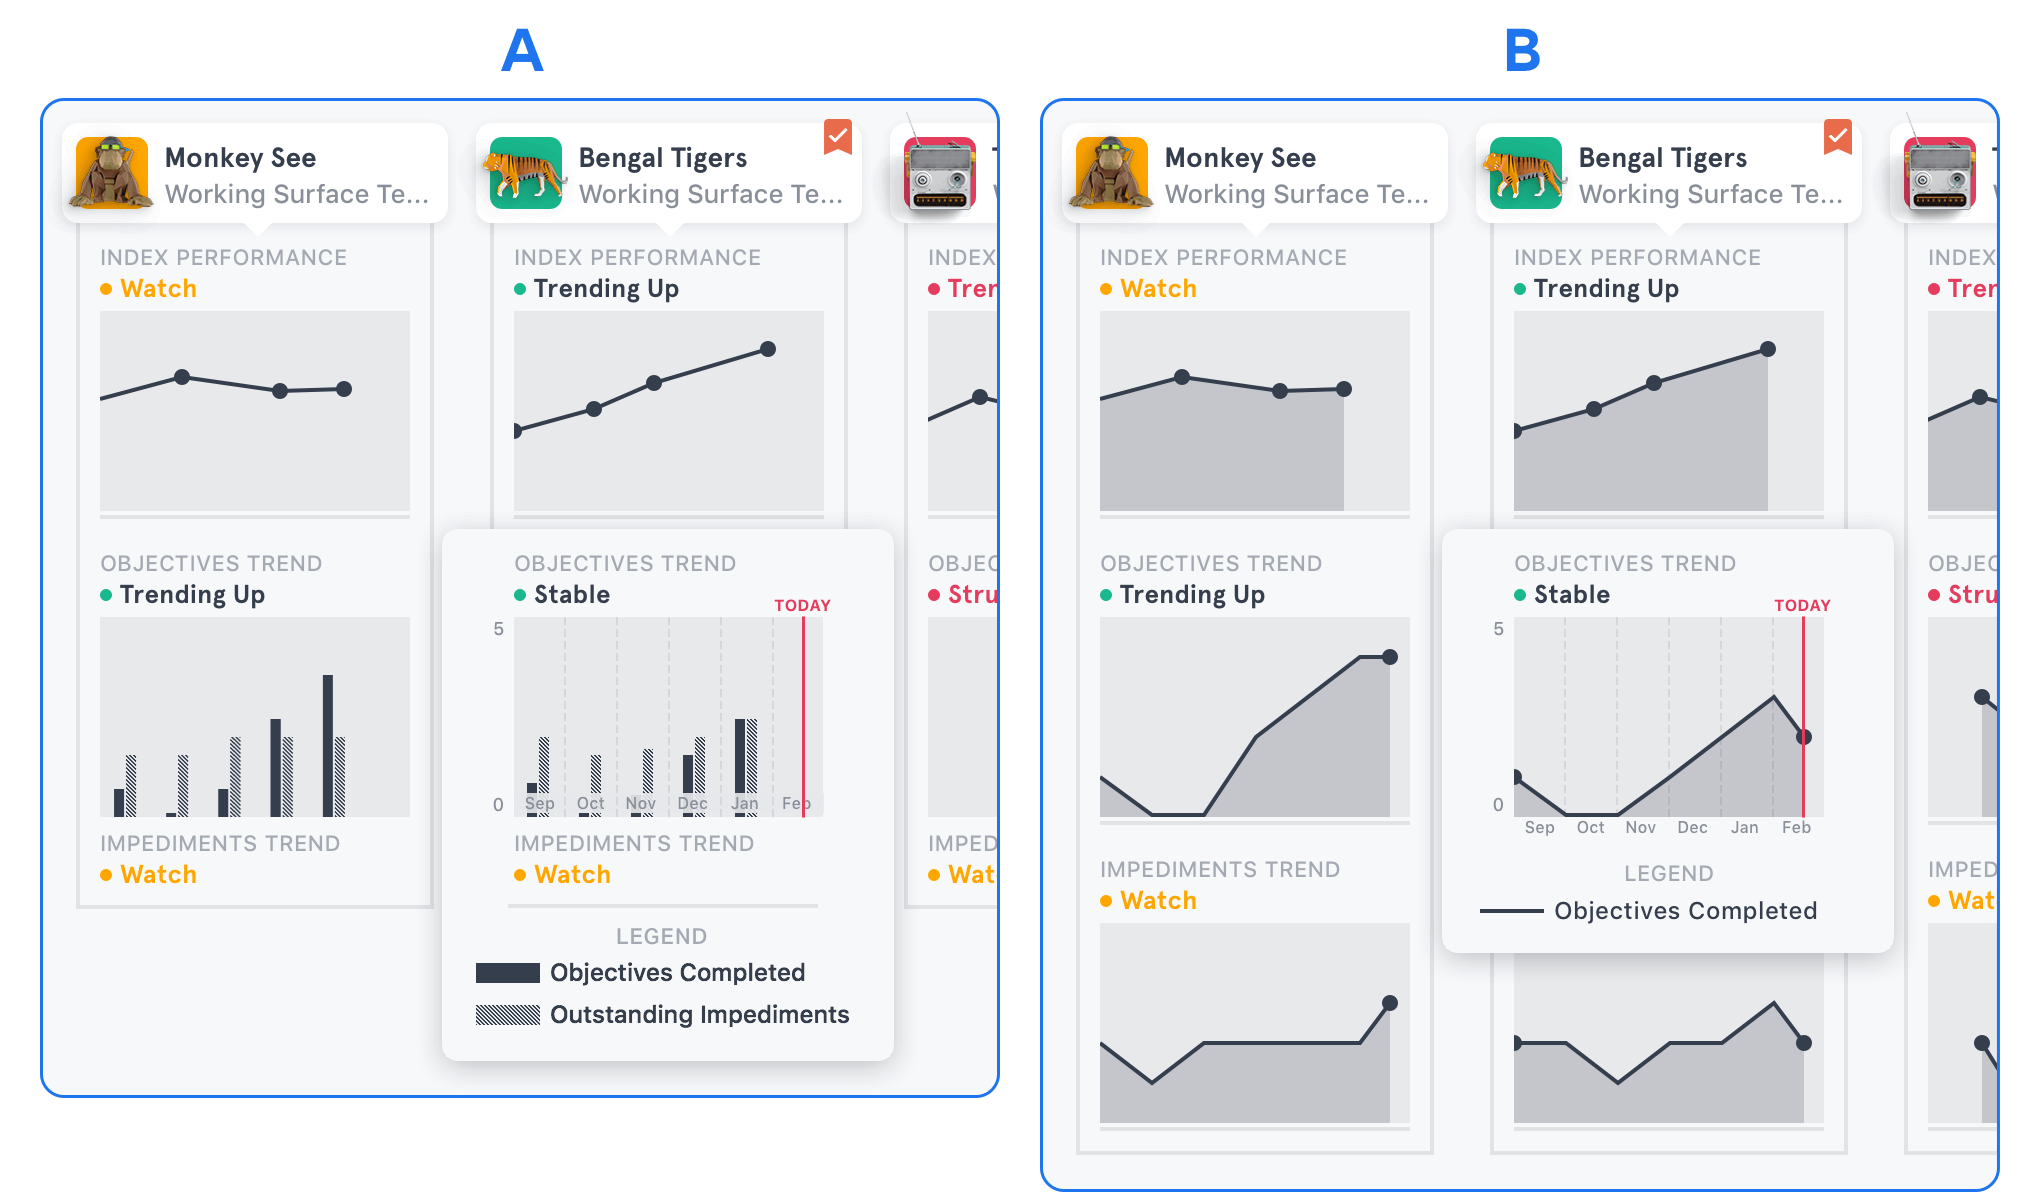 A
Monkey See
Working Surface Te...
Bengal Tigers
Working Surface Te...
INDEX PERFORMANCE
Watch
INDEX PERFORMANCE
Trending Up
INDEX
Tren
OBJECTIVES TREND
Trending Up
OBJECTIVES TREND
Stable
TODAY
5
0
Sep Oct Nov Dec Jan Feb
OBJEC
Stru
IMPEDIMENTS TREND
Watch
IMPEDIMENTS TREND
Watch
IMPED
Wat
LEGEND
Objectives Completed
Outstanding Impediments
B
Monkey See
Working Surface Te...
Bengal Tigers
Working Surface Te...
INDEX PERFORMANCE
Watch
INDEX PERFORMANCE
Trending Up
INDEX
Tren
OBJECTIVES TREND
Trending Up
OBJECTIVES TREND
Stable
TODAY
5
0
Sep Oct Nov Dec Jan Feb
OBJEC
Stru
IMPEDIMENTS TREND
Watch
LEGEND
Objectives Completed
IMPED
Wat